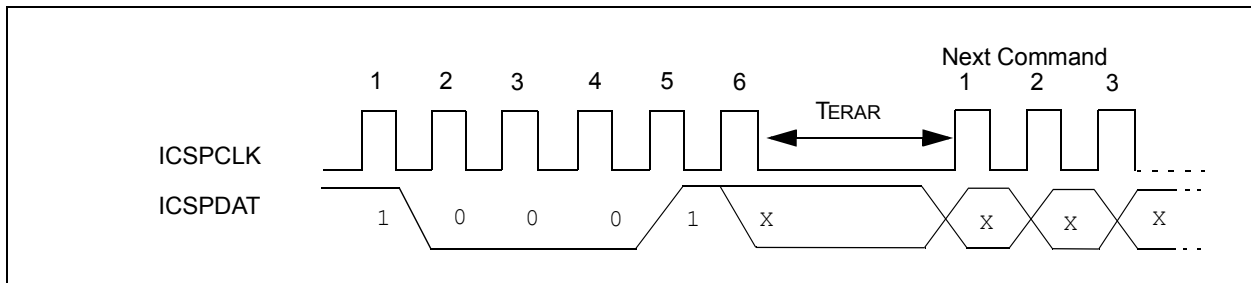 Next Command
1 2 3 4 5 6 1 2 3
TERAR
ICSPCLK
ICSPDAT
1 0 0 0 1 X X X X